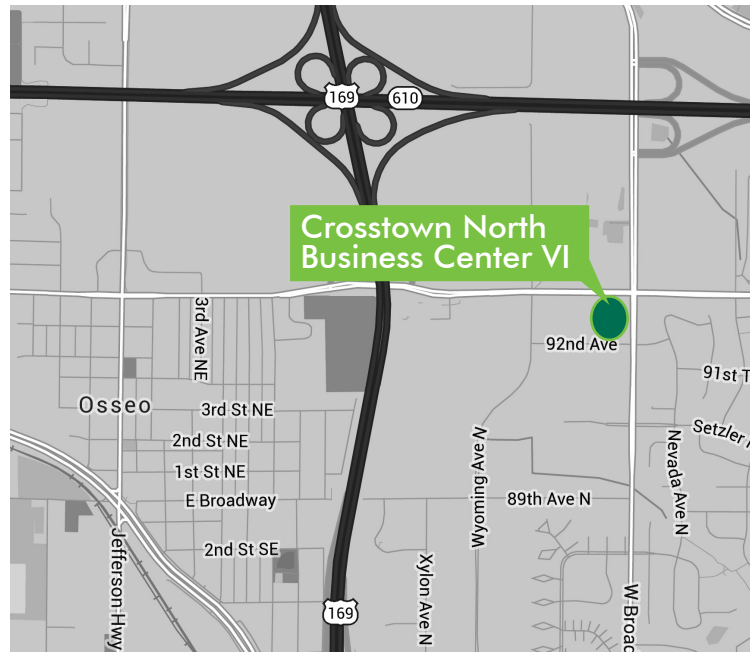 169
610
Crosstown North
Business Center VI
3rd Ave NE
92nd Ave
91st T
Osseo
3rd St NE
Setzler
2nd St NE
Nevada Ave N
Wyoming Ave N
1st St NE
E Broadway
89th Ave N
Jefferson Hwy
2nd St SE
Xylon Ave N
W Broad
169